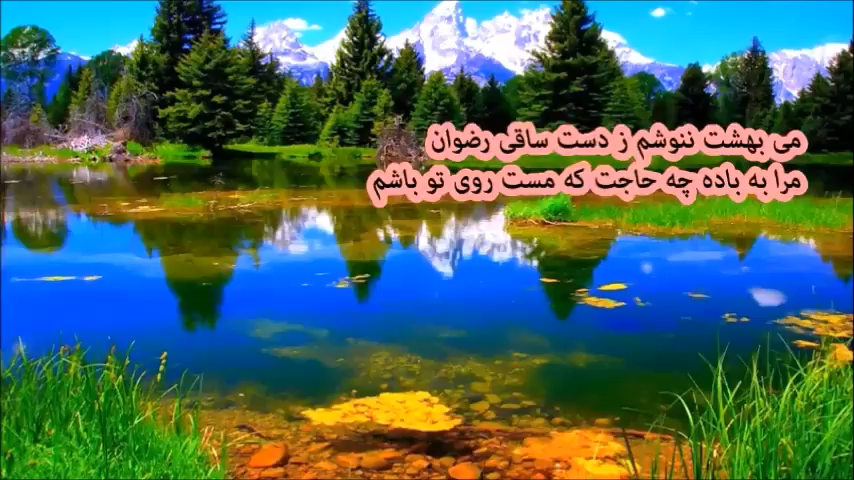 می بهشت ننوشم ز دست ساقی رضوان
مرا به باده چه حاجت که مست روی تو باشم